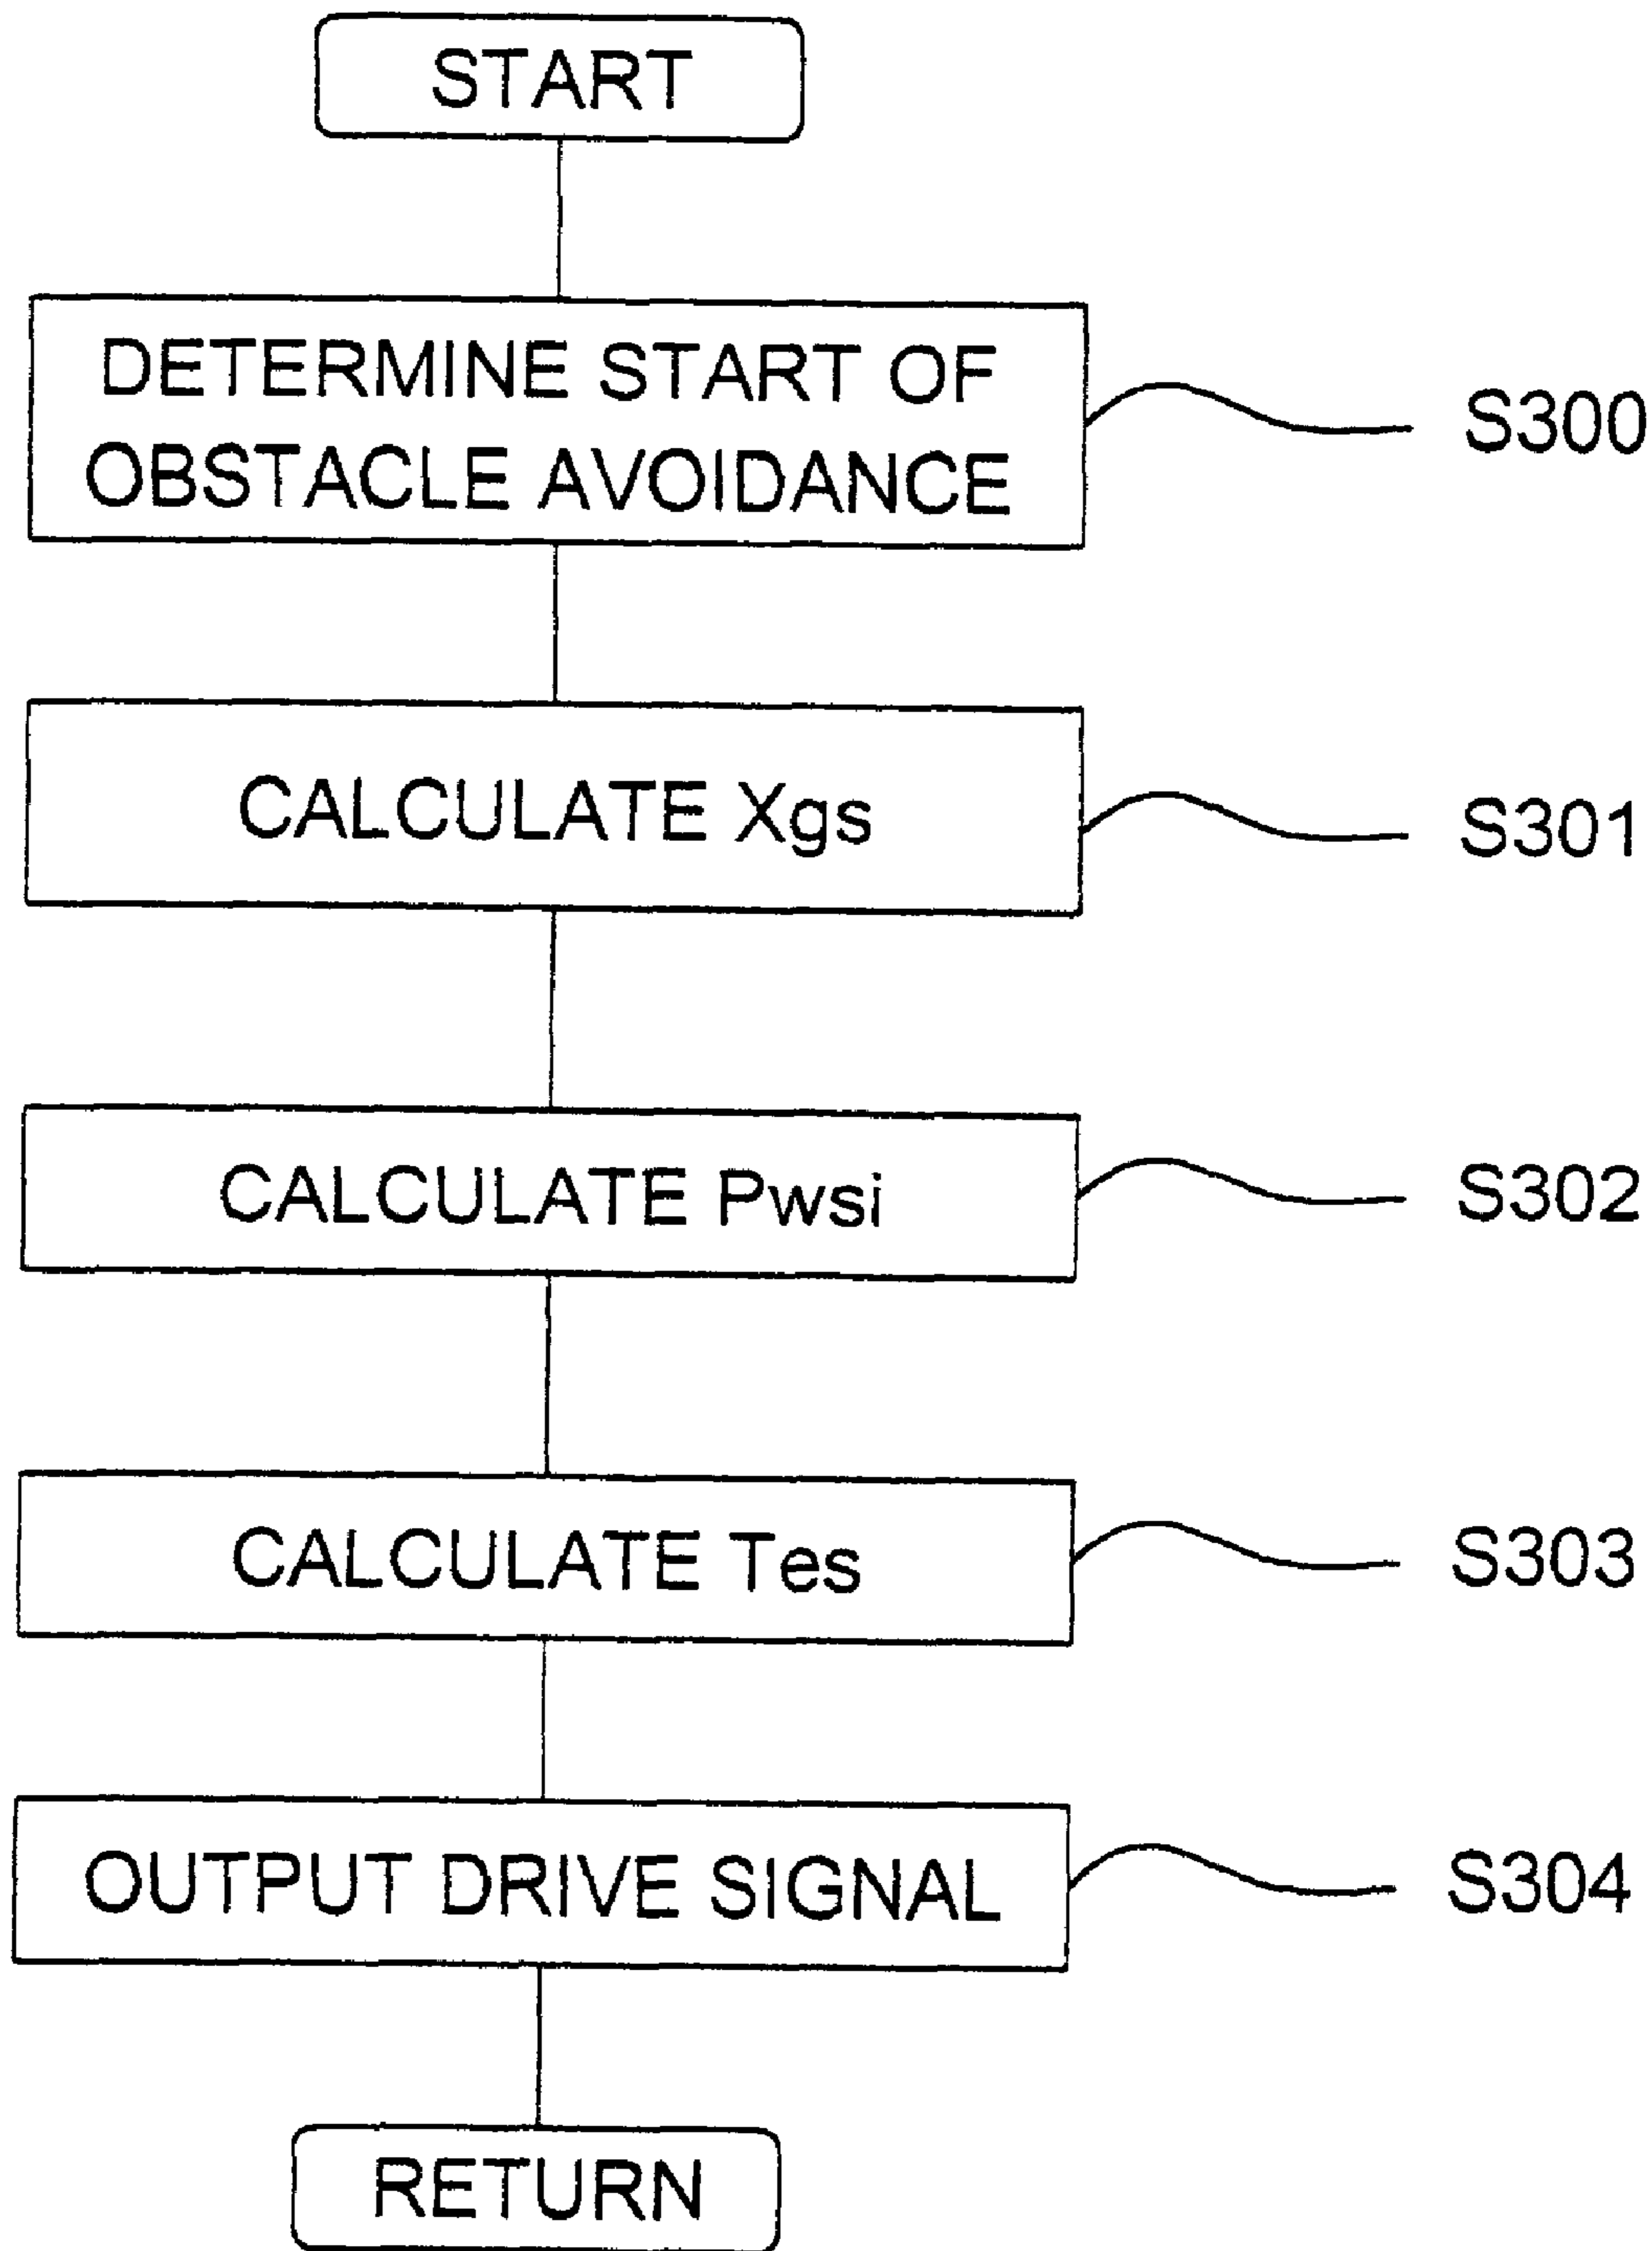 START
DETERMINE START OF
OBSTACLE AVOIDANCE
S300
CALCULATE Xgs
S301
CALCULATE Pwsi
S302
CALCULATE Tes
S303
OUTPUT DRIVE SIGNAL
S304
RETURN